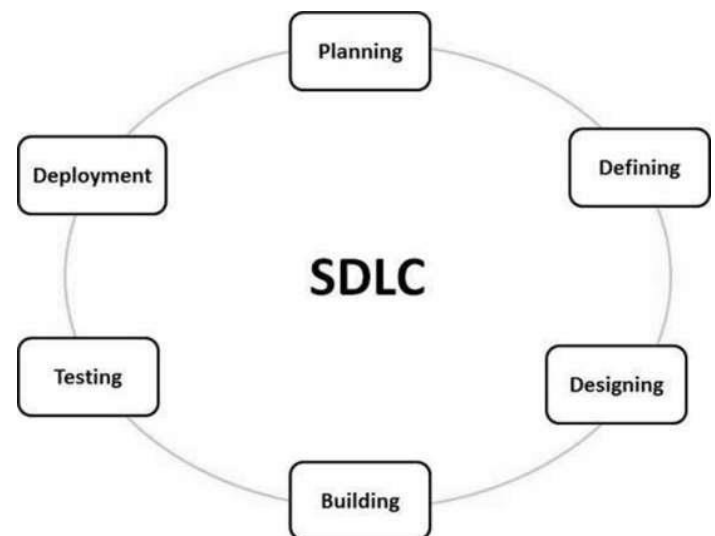 Planning
Defining
Designing
Building
Testing
Deployment
SDLC